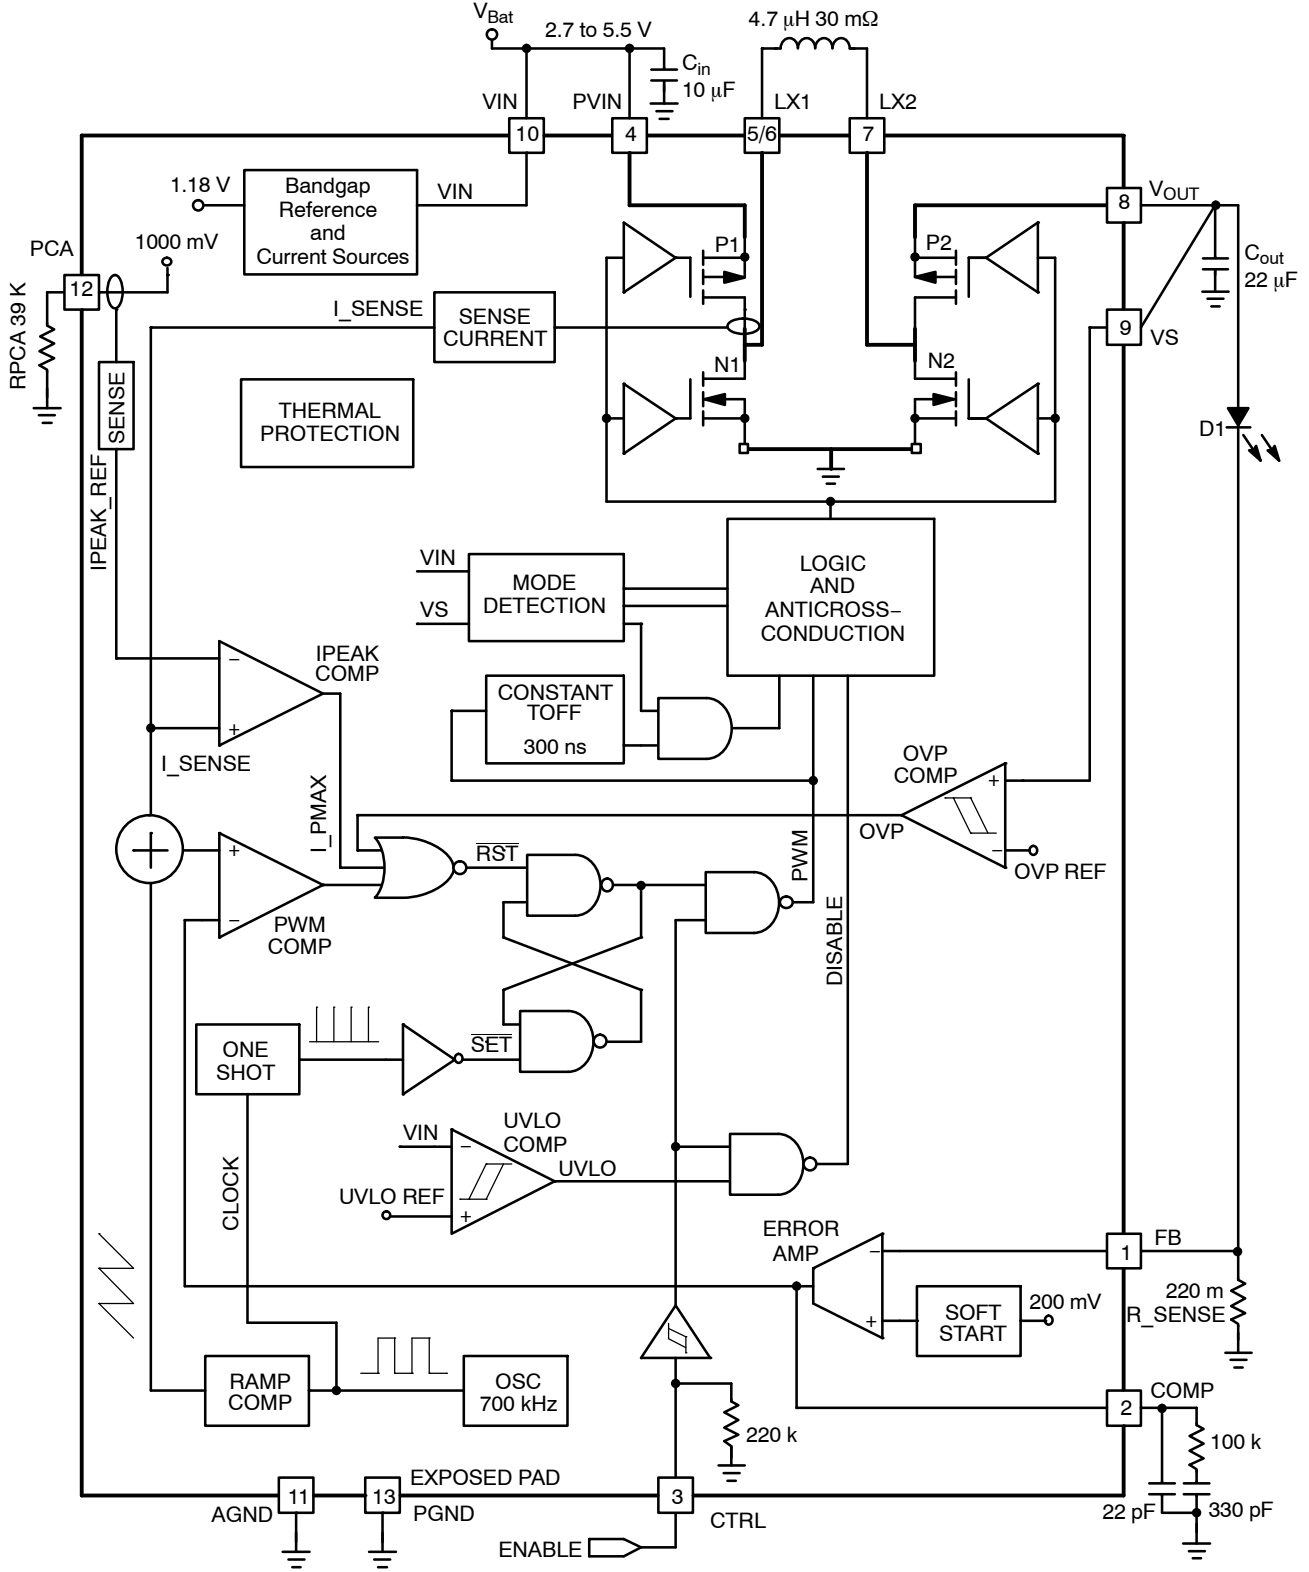 VBat
2.7 to 5.5 V
4.7 μH 30 mΩ
Cin
10 μF
VIN
PVIN
LX1
LX2
10
4
5/6
7
1.18 V
Bandgap
Reference
and
Current Sources
VIN
8
VOUT
PCA
1000 mV
P1
P2
Cout
22 μF
12
RPCA 39 K
I_SENSE
SENSE
CURRENT
9
VS
SENSE
THERMAL
PROTECTION
N1
N2
D1
IPEAK_REF
VIN
VS
MODE
DETECTION
LOGIC
AND
ANTICROSS−
CONDUCTION
−
+
IPEAK
COMP
I_SENSE
CONSTANT
TOFF
300 ns
OVP
COMP
+
−
OVP
OVP REF
I_PMAX
+
+
−
PWM
COMP
RST
PWM
DISABLE
ONE
SHOT
SET
CLOCK
VIN
UVLO
COMP
−
+
UVLO
UVLO REF
ERROR
AMP
−
+
1
FB
SOFT
START
200 mV
220 m
R_SENSE
RAMP
COMP
OSC
700 kHz
220 k
2
COMP
100 k
22 pF
330 pF
EXPOSED PAD
11
13
3
AGND
PGND
CTRL
ENABLE